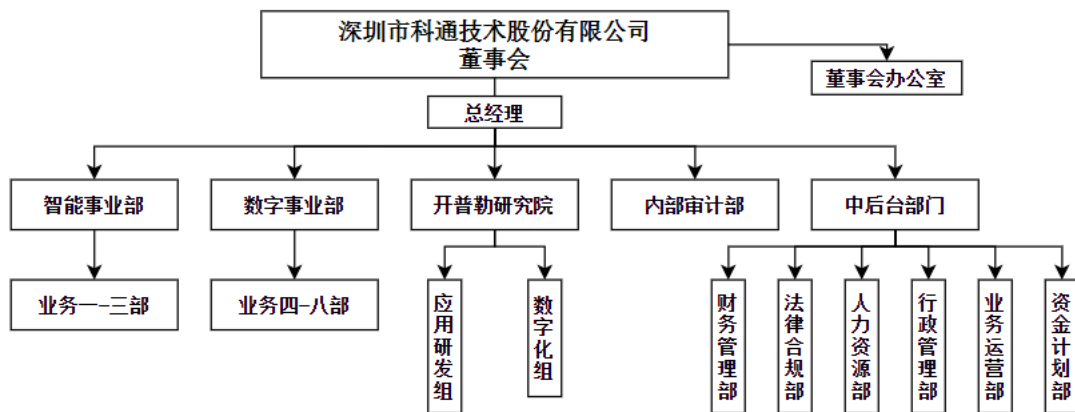 深圳市科通技术股份有限公司
董事会
董事会办公室
总经理
智能事业部
数字事业部
开普勒研究院
内部审计部
中后台部门
业务一-三部
业务四-八部
应用研发组
数字化组
财务管理部
法律合规部
人力资源部
行政管理部
业务运营部
资金计划部